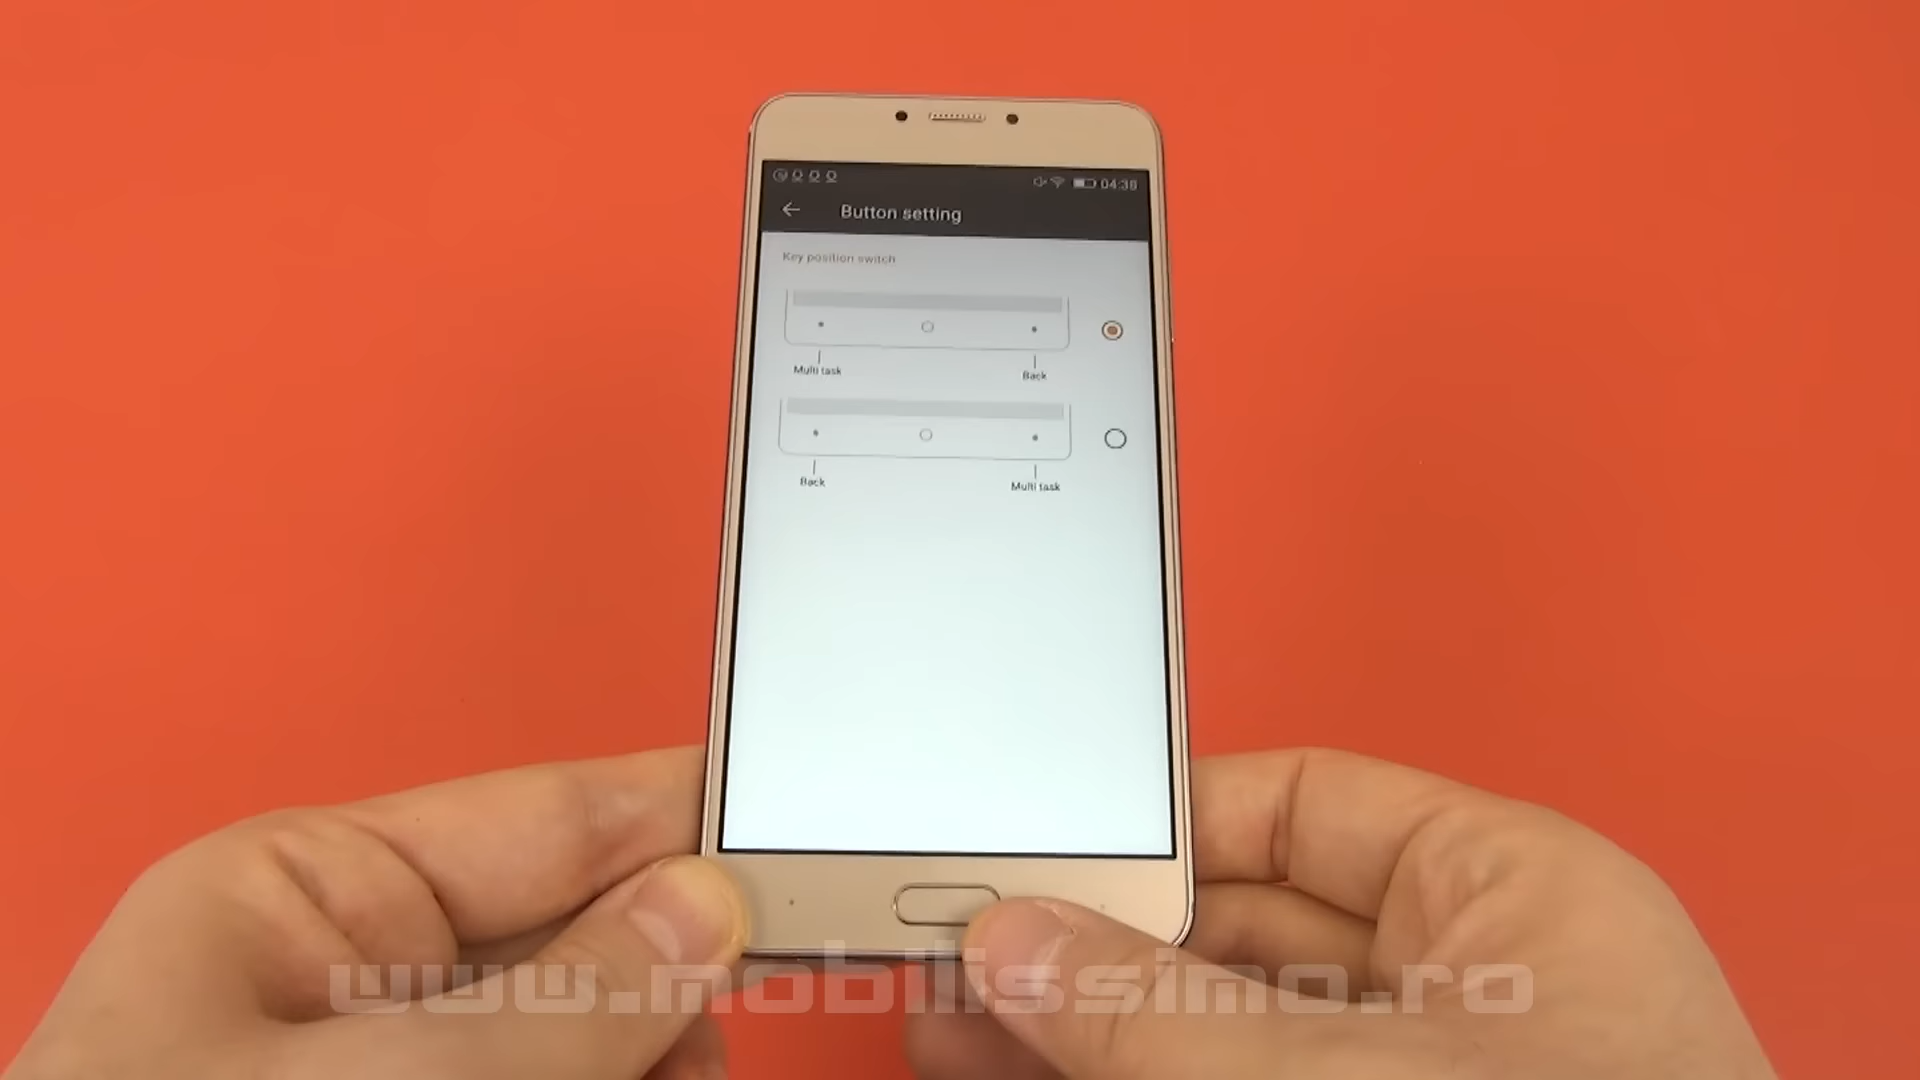 04:38
Button setting
Key position switch
Multi task
Back
Back
Multi task
www.mobilissimo.ro